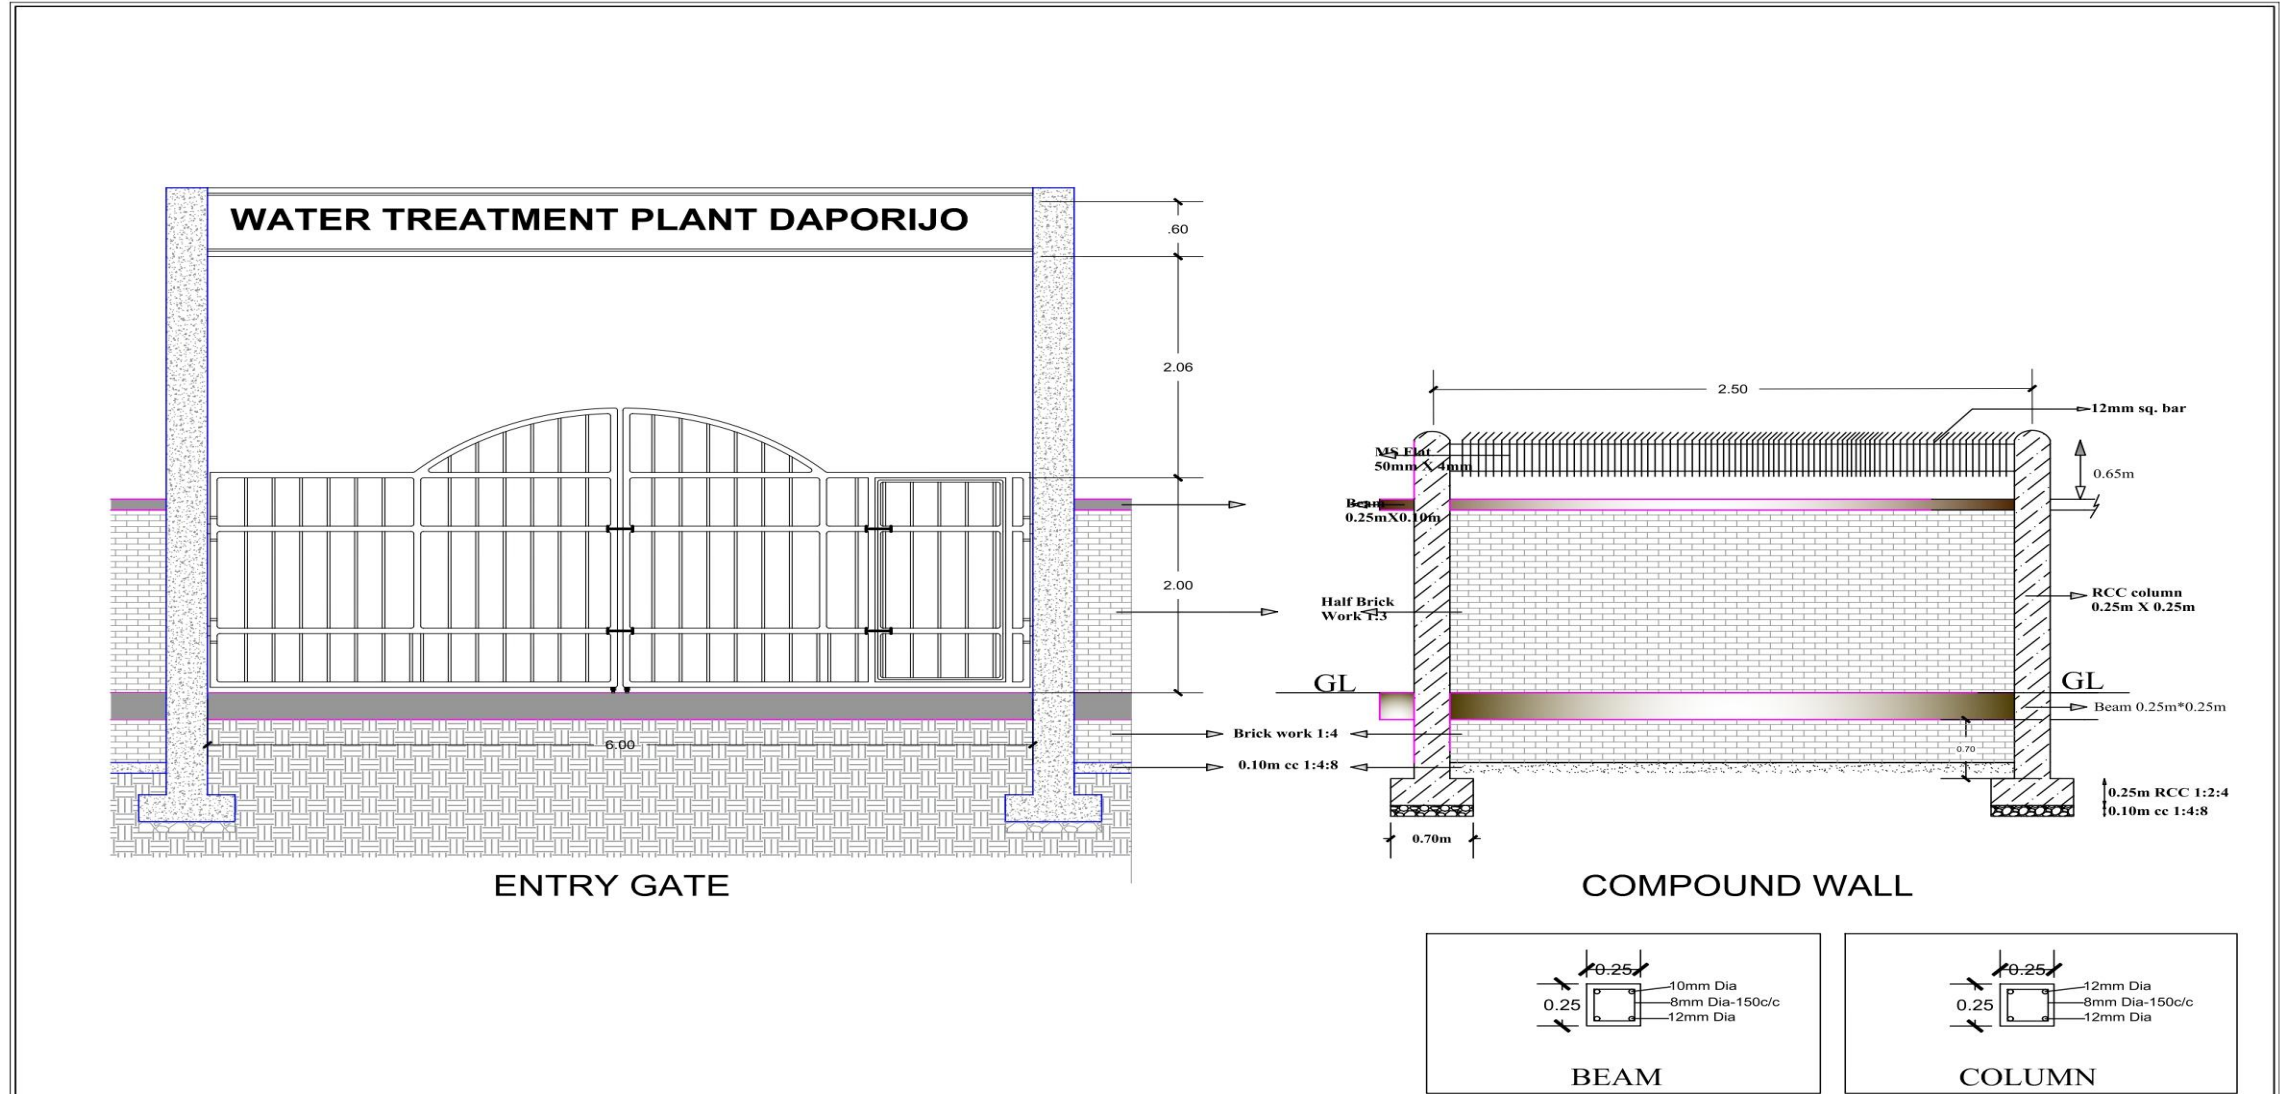 WATER TREATMENT PLANT DAPORIJO
.60
2.06
2.00
6.00
ENTRY GATE
2.50
12mm sq. bar
MS Flat
50mm X 4mm
0.65m
Beam
0.25mX0.10m
Half Brick
Work 1:3
RCC column
0.25m X 0.25m
GL
GL
Beam 0.25m*0.25m
Brick work 1:4
0.70
0.10m cc 1:4:8
0.25m RCC 1:2:4
0.10m cc 1:4:8
0.70m
COMPOUND WALL
0.25
0.25
10mm Dia
8mm Dia-150c/c
12mm Dia
BEAM
0.25
0.25
12mm Dia
8mm Dia-150c/c
12mm Dia
COLUMN